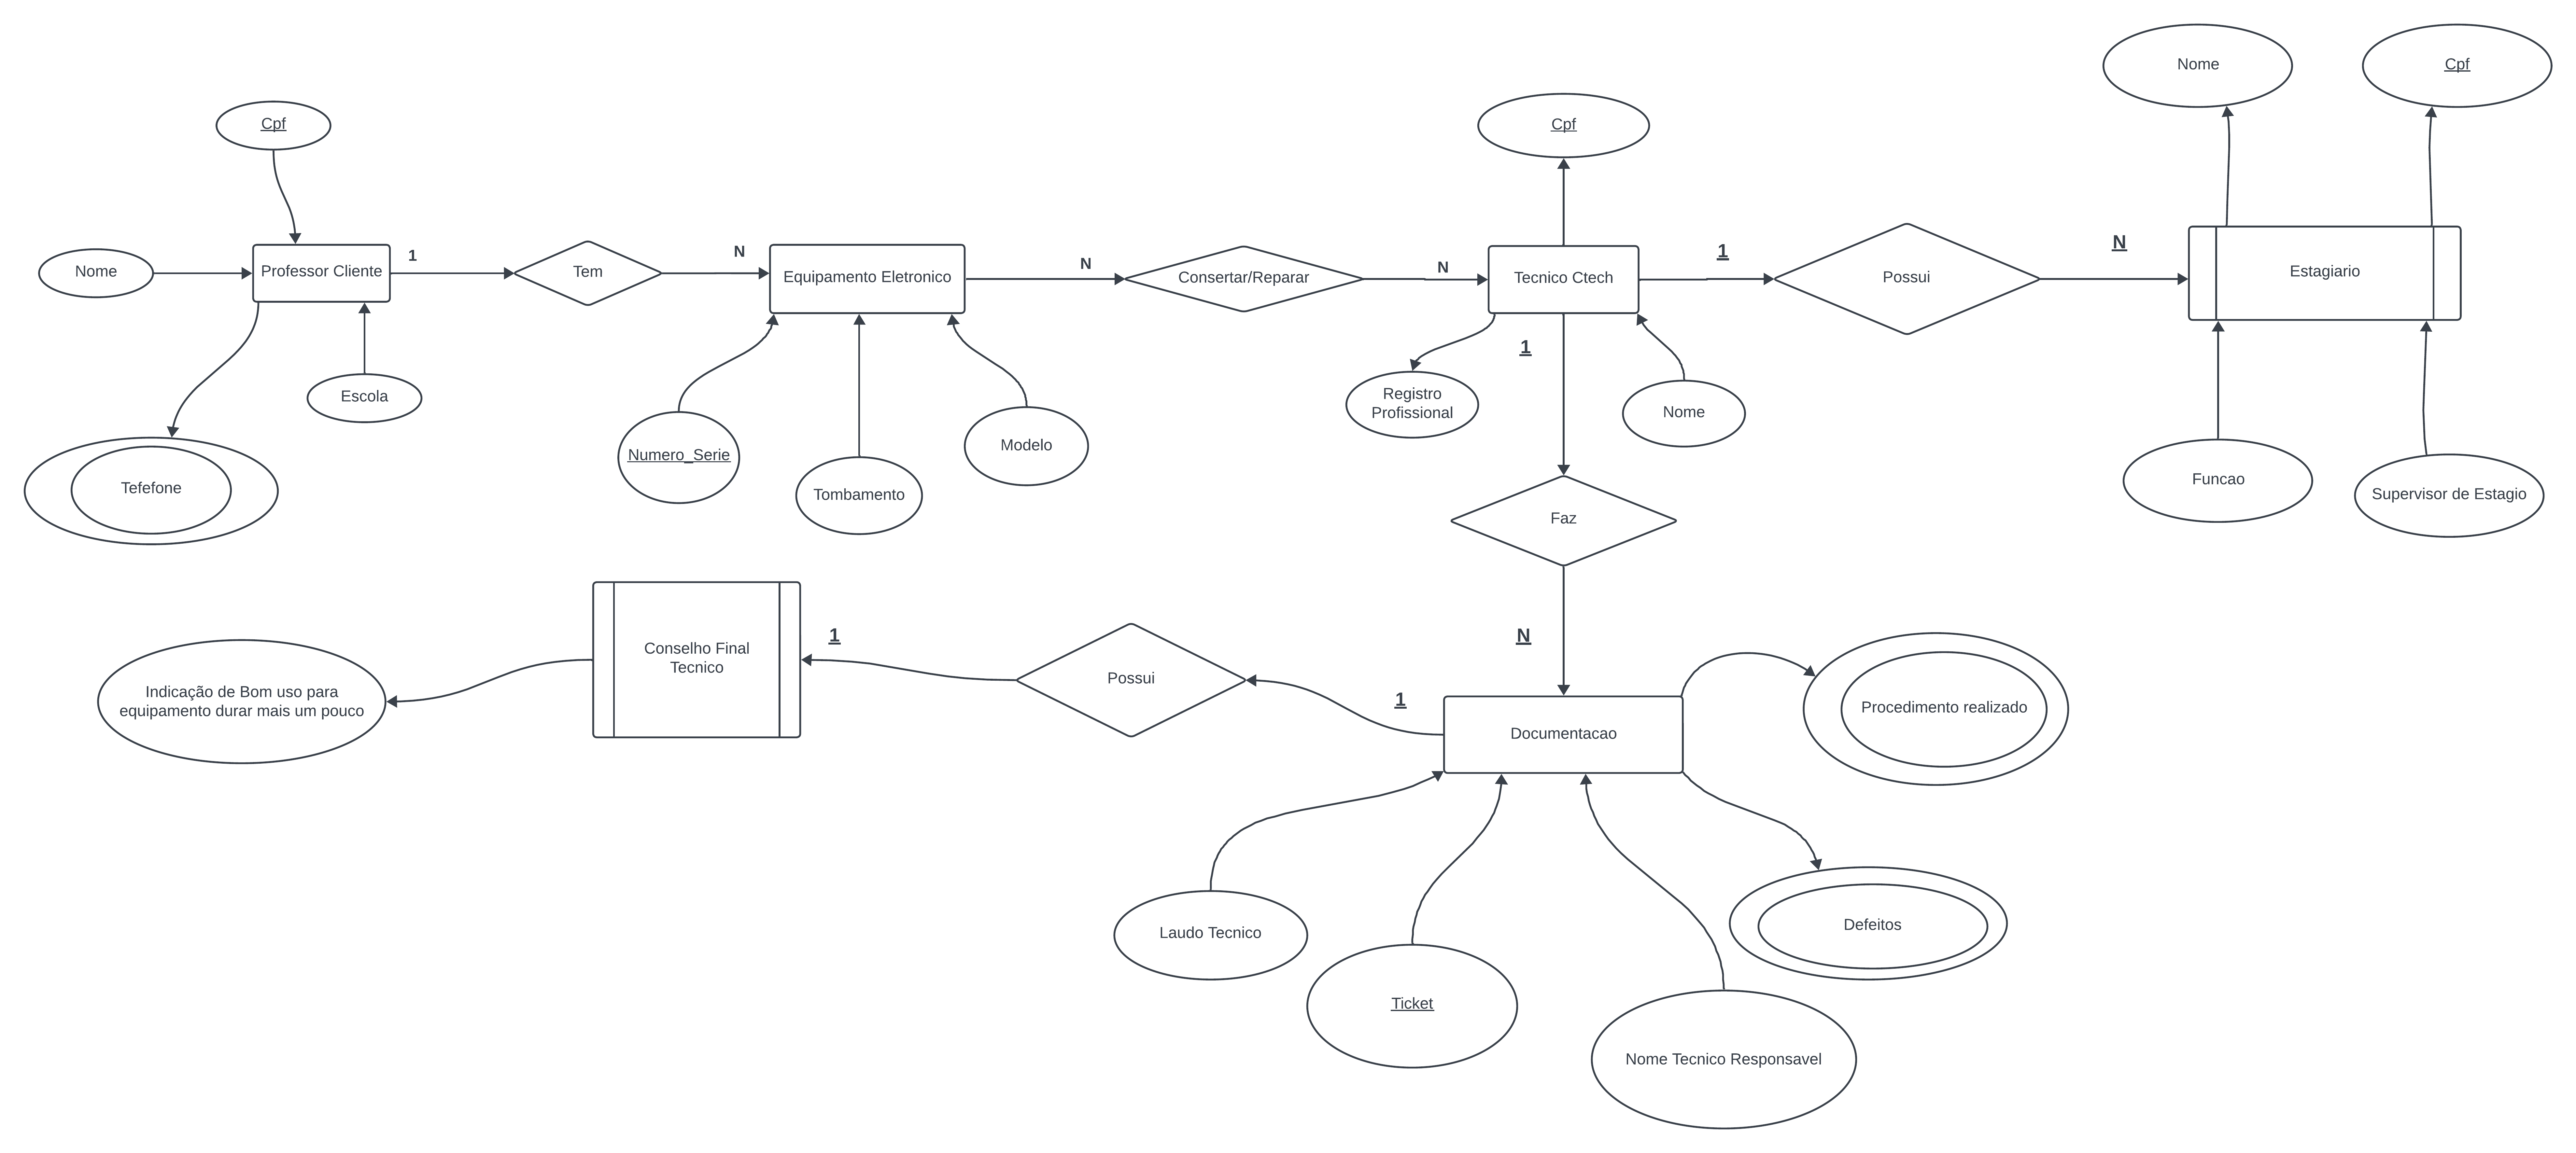 Nome
Cpf
Cpf
Cpf
Professor Cliente
1
Tem
N
Equipamento Eletronico
N
Consertar/Reparar
N
Tecnico Ctech
1
Possui
N
Estagiario
Nome
Escola
Tefefone
Numero_Serie
Tombamento
Modelo
1
Registro
Profissional
Nome
Funcao
Supervisor de Estagio
Faz
N
Indicação de Bom uso para
equipamento durar mais um pouco
Conselho Final
Tecnico
1
Possui
1
Documentacao
Procedimento realizado
Laudo Tecnico
Ticket
Nome Tecnico Responsavel
Defeitos